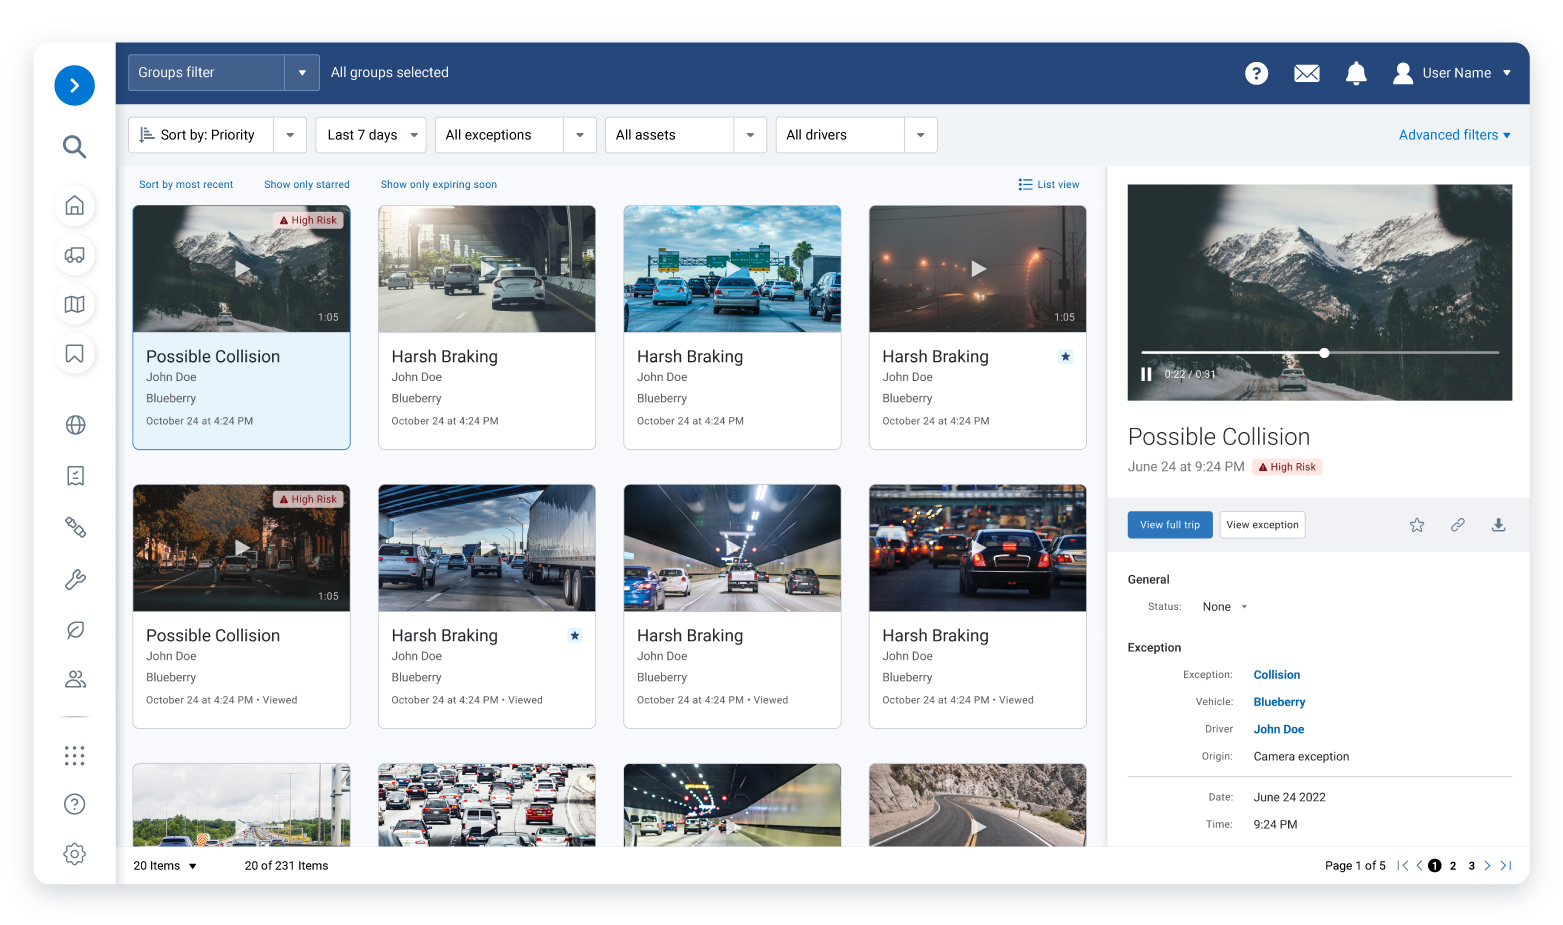 Groups filter
All groups selected
User Name
Sort by: Priority
Last 7 days
All exceptions
All assets
All drivers
Advanced filters
Sort by most recent
Show only starred
Show only expiring soon
List view
High Risk
1:05
1:05
Possible Collision
John Doe
Blueberry
October 24 at 4:24 PM
Harsh Braking
John Doe
Blueberry
October 24 at 4:24 PM
Harsh Braking
John Doe
Blueberry
October 24 at 4:24 PM
Harsh Braking
John Doe
Blueberry
October 24 at 4:24 PM
High Risk
1:05
Possible Collision
John Doe
Blueberry
October 24 at 4:24 PM • Viewed
Harsh Braking
John Doe
Blueberry
October 24 at 4:24 PM • Viewed
Harsh Braking
John Doe
Blueberry
October 24 at 4:24 PM • Viewed
Harsh Braking
John Doe
Blueberry
October 24 at 4:24 PM • Viewed
0:22 / 0:31
Possible Collision
June 24 at 9:24 PM
High Risk
View full trip
View exception
General
Status: None
Exception
Exception: Collision
Vehicle: Blueberry
Driver John Doe
Origin: Camera exception
Date: June 24 2022
Time: 9:24 PM
20 Items
20 of 231 Items
Page 1 of 5
1 2 3